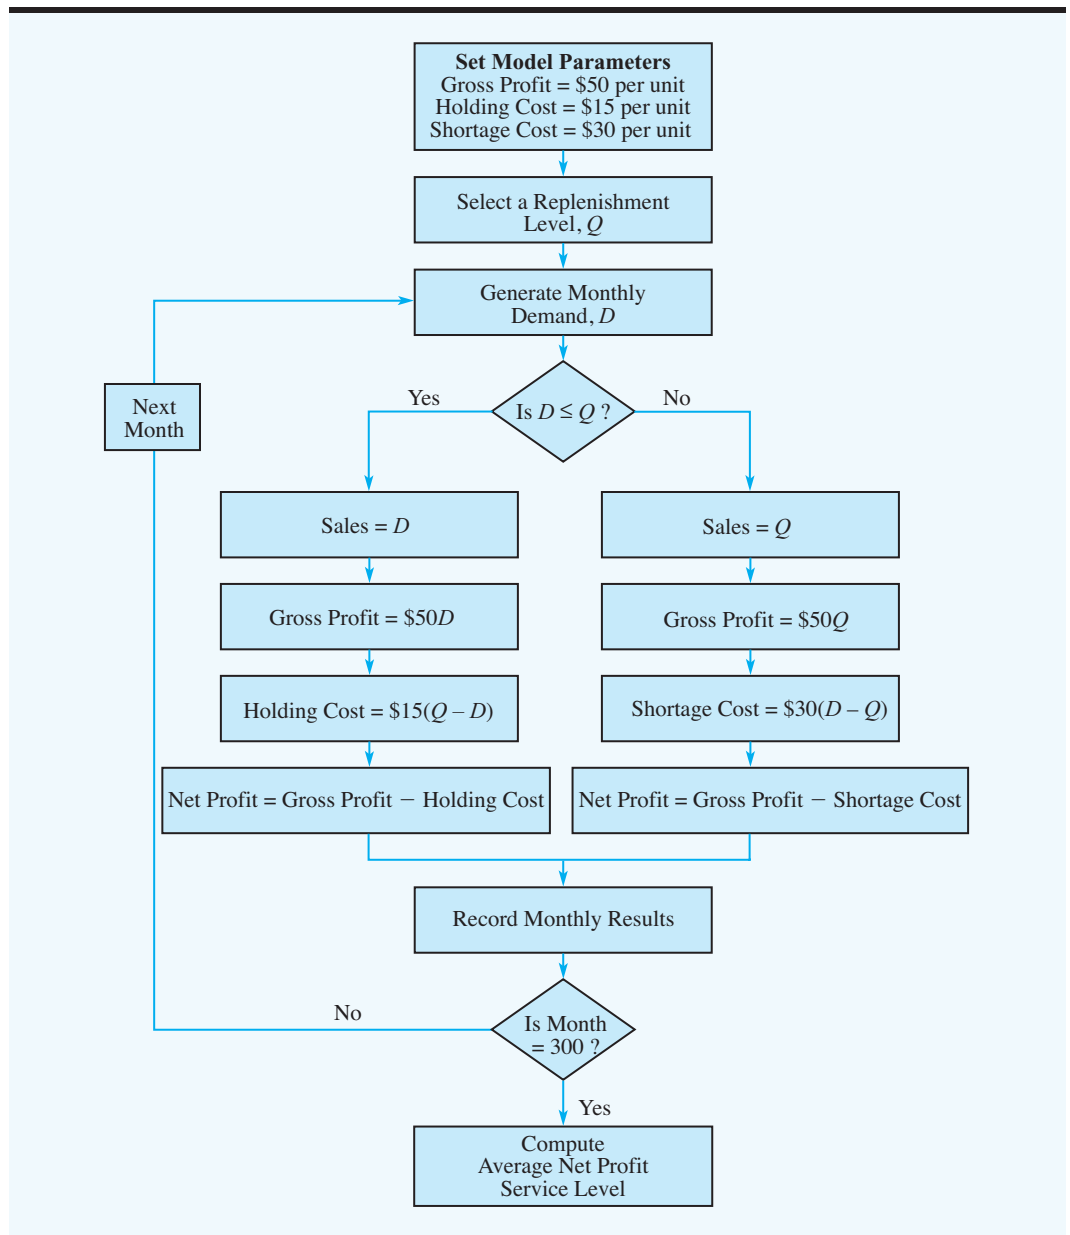 Set Model Parameters
Gross Profit = $50 per unit
Holding Cost = $15 per unit
Shortage Cost = $30 per unit
Select a Replenishment
Level, Q
Generate Monthly
Demand, D
Next
Month
Yes
Is D ≤ Q ?
No
Sales = D
Sales = Q
Gross Profit = $50D
Gross Profit = $50Q
Holding Cost = $15(Q – D)
Shortage Cost = $30(D – Q)
Net Profit = Gross Profit − Holding Cost
Net Profit = Gross Profit − Shortage Cost
Record Monthly Results
No
Is Month
= 300 ?
Yes
Compute
Average Net Profit
Service Level